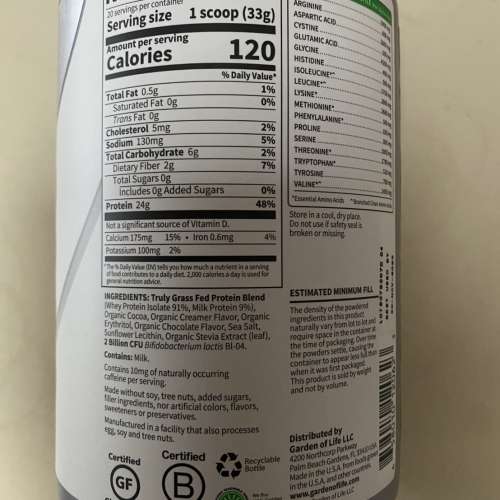 20 servings per container
Serving size 1 scoop (33g)
Amount per serving
Calories 120
% Daily Value*
Total Fat 0.5g 1%
Saturated Fat 0g 0%
Trans Fat 0g
Cholesterol 5mg 2%
Sodium 130mg 5%
Total Carbohydrate 6g 2%
Dietary Fiber 2g 7%
Total Sugars 0g
Includes 0g Added Sugars 0%
Protein 24g 48%
Not a significant source of Vitamin D.
Calcium 175mg 15% • Iron 0.6mg 4%
Potassium 100mg 2%
*The % Daily Value (DV) tells you how much a nutrient in a serving
of food contributes to a daily diet. 2,000 calories a day is used for
general nutrition advice.
INGREDIENTS: Truly Grass Fed Protein Blend
(Whey Protein Isolate 91%, Milk Protein 9%),
Organic Cocoa, Organic Creamer Flavor, Organic
Erythritol, Organic Chocolate Flavor, Sea Salt,
Sunflower Lecithin, Organic Stevia Extract (leaf),
2 Billion CFU Bifidobacterium lactis Bl-04.
Contains: Milk.
Contains 10mg of naturally occurring
caffeine per serving.
Made without soy, tree nuts, added sugars,
filler ingredients, nor artificial colors, flavors,
sweeteners or preservatives.
Manufactured in a facility that also processes
egg, soy and tree nuts.
Certified
GF
Certified
B
Recyclable
Bottle
ARGININE
ASPARTIC ACID
CYSTINE
GLUTAMIC ACID
GLYCINE
HISTIDINE
ISOLEUCINE*^
LEUCINE*^
LYSINE*
METHIONINE*
PHENYLALANINE*
PROLINE
SERINE
THREONINE*
TRYPTOPHAN*
TYROSINE
VALINE*^
*Essential Amino Acids ^Branched Chain Amino Acids
Store in a cool, dry place.
Do not use if safety seal is
broken or missing.
ESTIMATED MINIMUM FILL
The density of the powdered
ingredients in this product
naturally vary from lot to lot and
require space in the container at
the time of packaging. Over time
the powders settle, causing the
container to appear less full than
when it was first packaged.
This product is sold by weight
and not by volume.
Distributed by
Garden of Life LLC
4200 Northcorp Parkway
Palm Beach Gardens, FL 33410 USA
Made in the U.S.A. from foods grown
in the U.S.A. and other countries.
www.gardenoflife.com
Garden of Life LLC